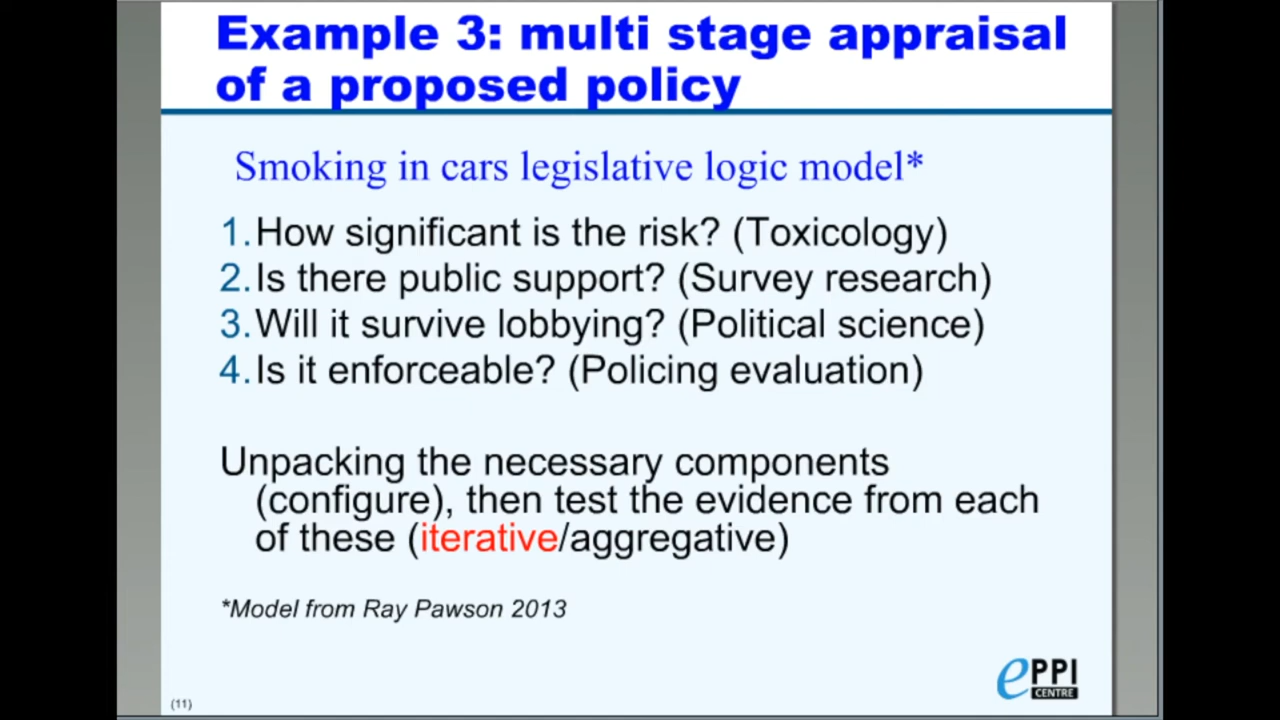 Example 3: multi stage appraisal
of a proposed policy
Smoking in cars legislative logic model*
1. How significant is the risk? (Toxicology)
2. Is there public support? (Survey research)
3. Will it survive lobbying? (Political science)
4. Is it enforceable? (Policing evaluation)
Unpacking the necessary components
(configure), then test the evidence from each
of these (iterative/aggregative)
*Model from Ray Pawson 2013
ePPI
CENTRE
(11)